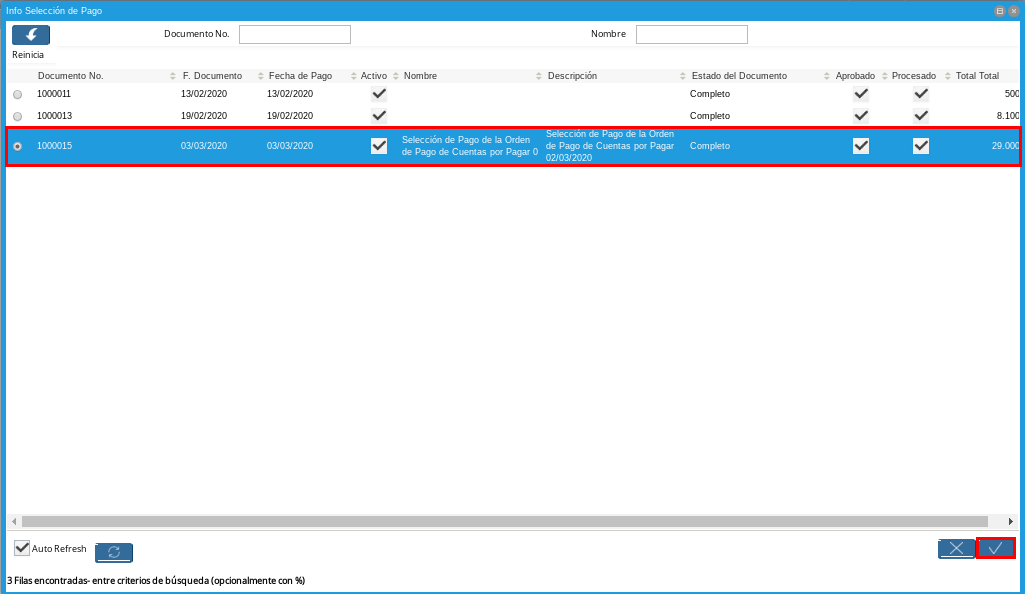 Info Selección de Pago
Documento No.
Nombre
Reinicia
Documento No. F. Documento Fecha de Pago Activo Nombre Descripción Estado del Documento Aprobado Procesado Total Total
1000011 13/02/2020 13/02/2020 Completo 500
1000013 19/02/2020 19/02/2020 Completo 8.100
1000015 03/03/2020 03/03/2020 Selección de Pago de la Orden de Pago de Cuentas por Pagar 0 Selección de Pago de la Orden de Pago de Cuentas por Pagar 02/03/2020 Completo 29.000
Auto Refresh
3 Filas encontradas- entre criterios de búsqueda (opcionalmente con %)